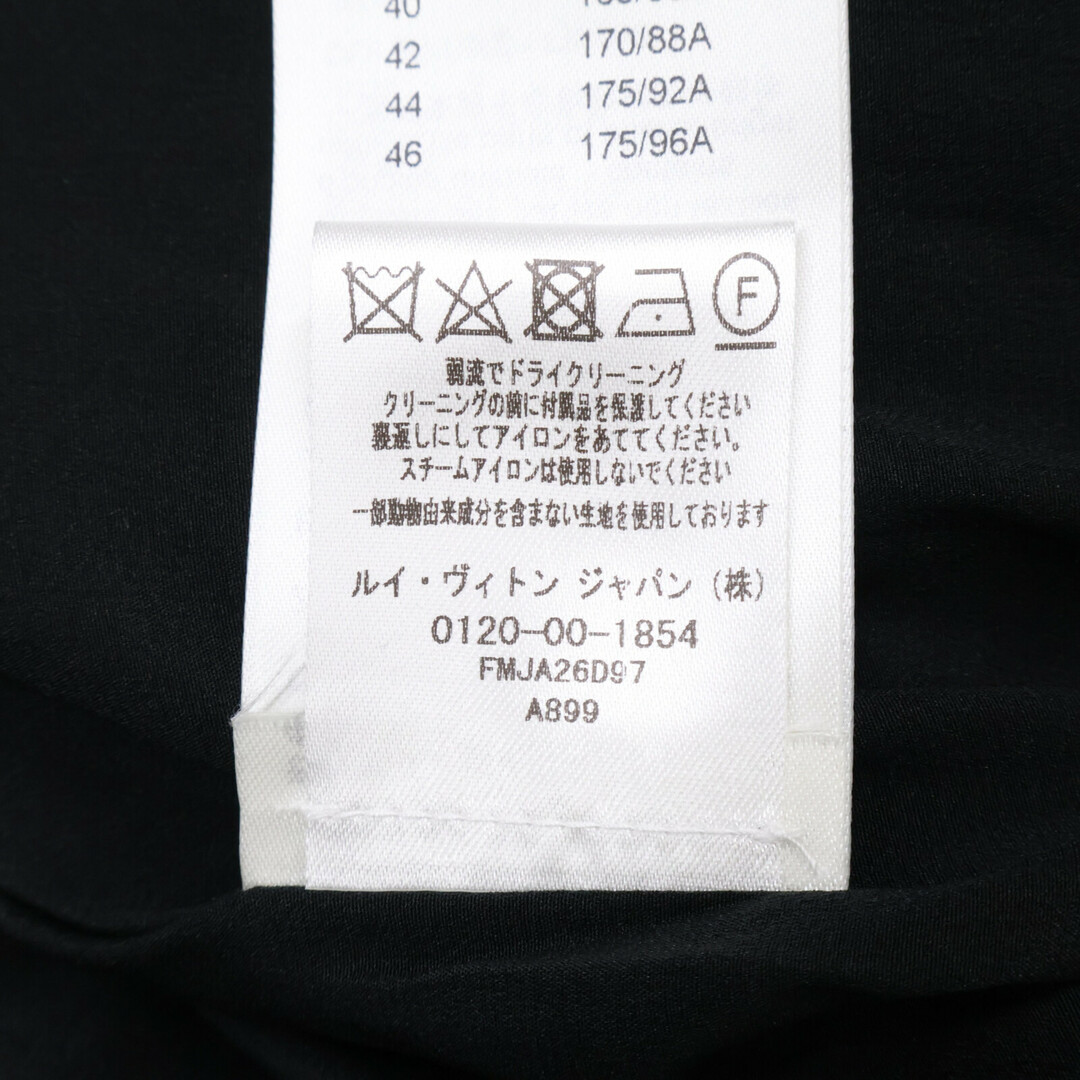 40
42 170/88A
44 175/92A
46 175/96A
F
弱流でドライクリーニング
クリーニングの前に付属品を保護してください
寝返しにしてアイロンをあててください。
スチームアイロンは使用しないでください
一部動物由来成分を含まない生地を使用しております
ルイ・ヴィトン ジャパン (株)
0120-00-1854
FMJA26D97
A899